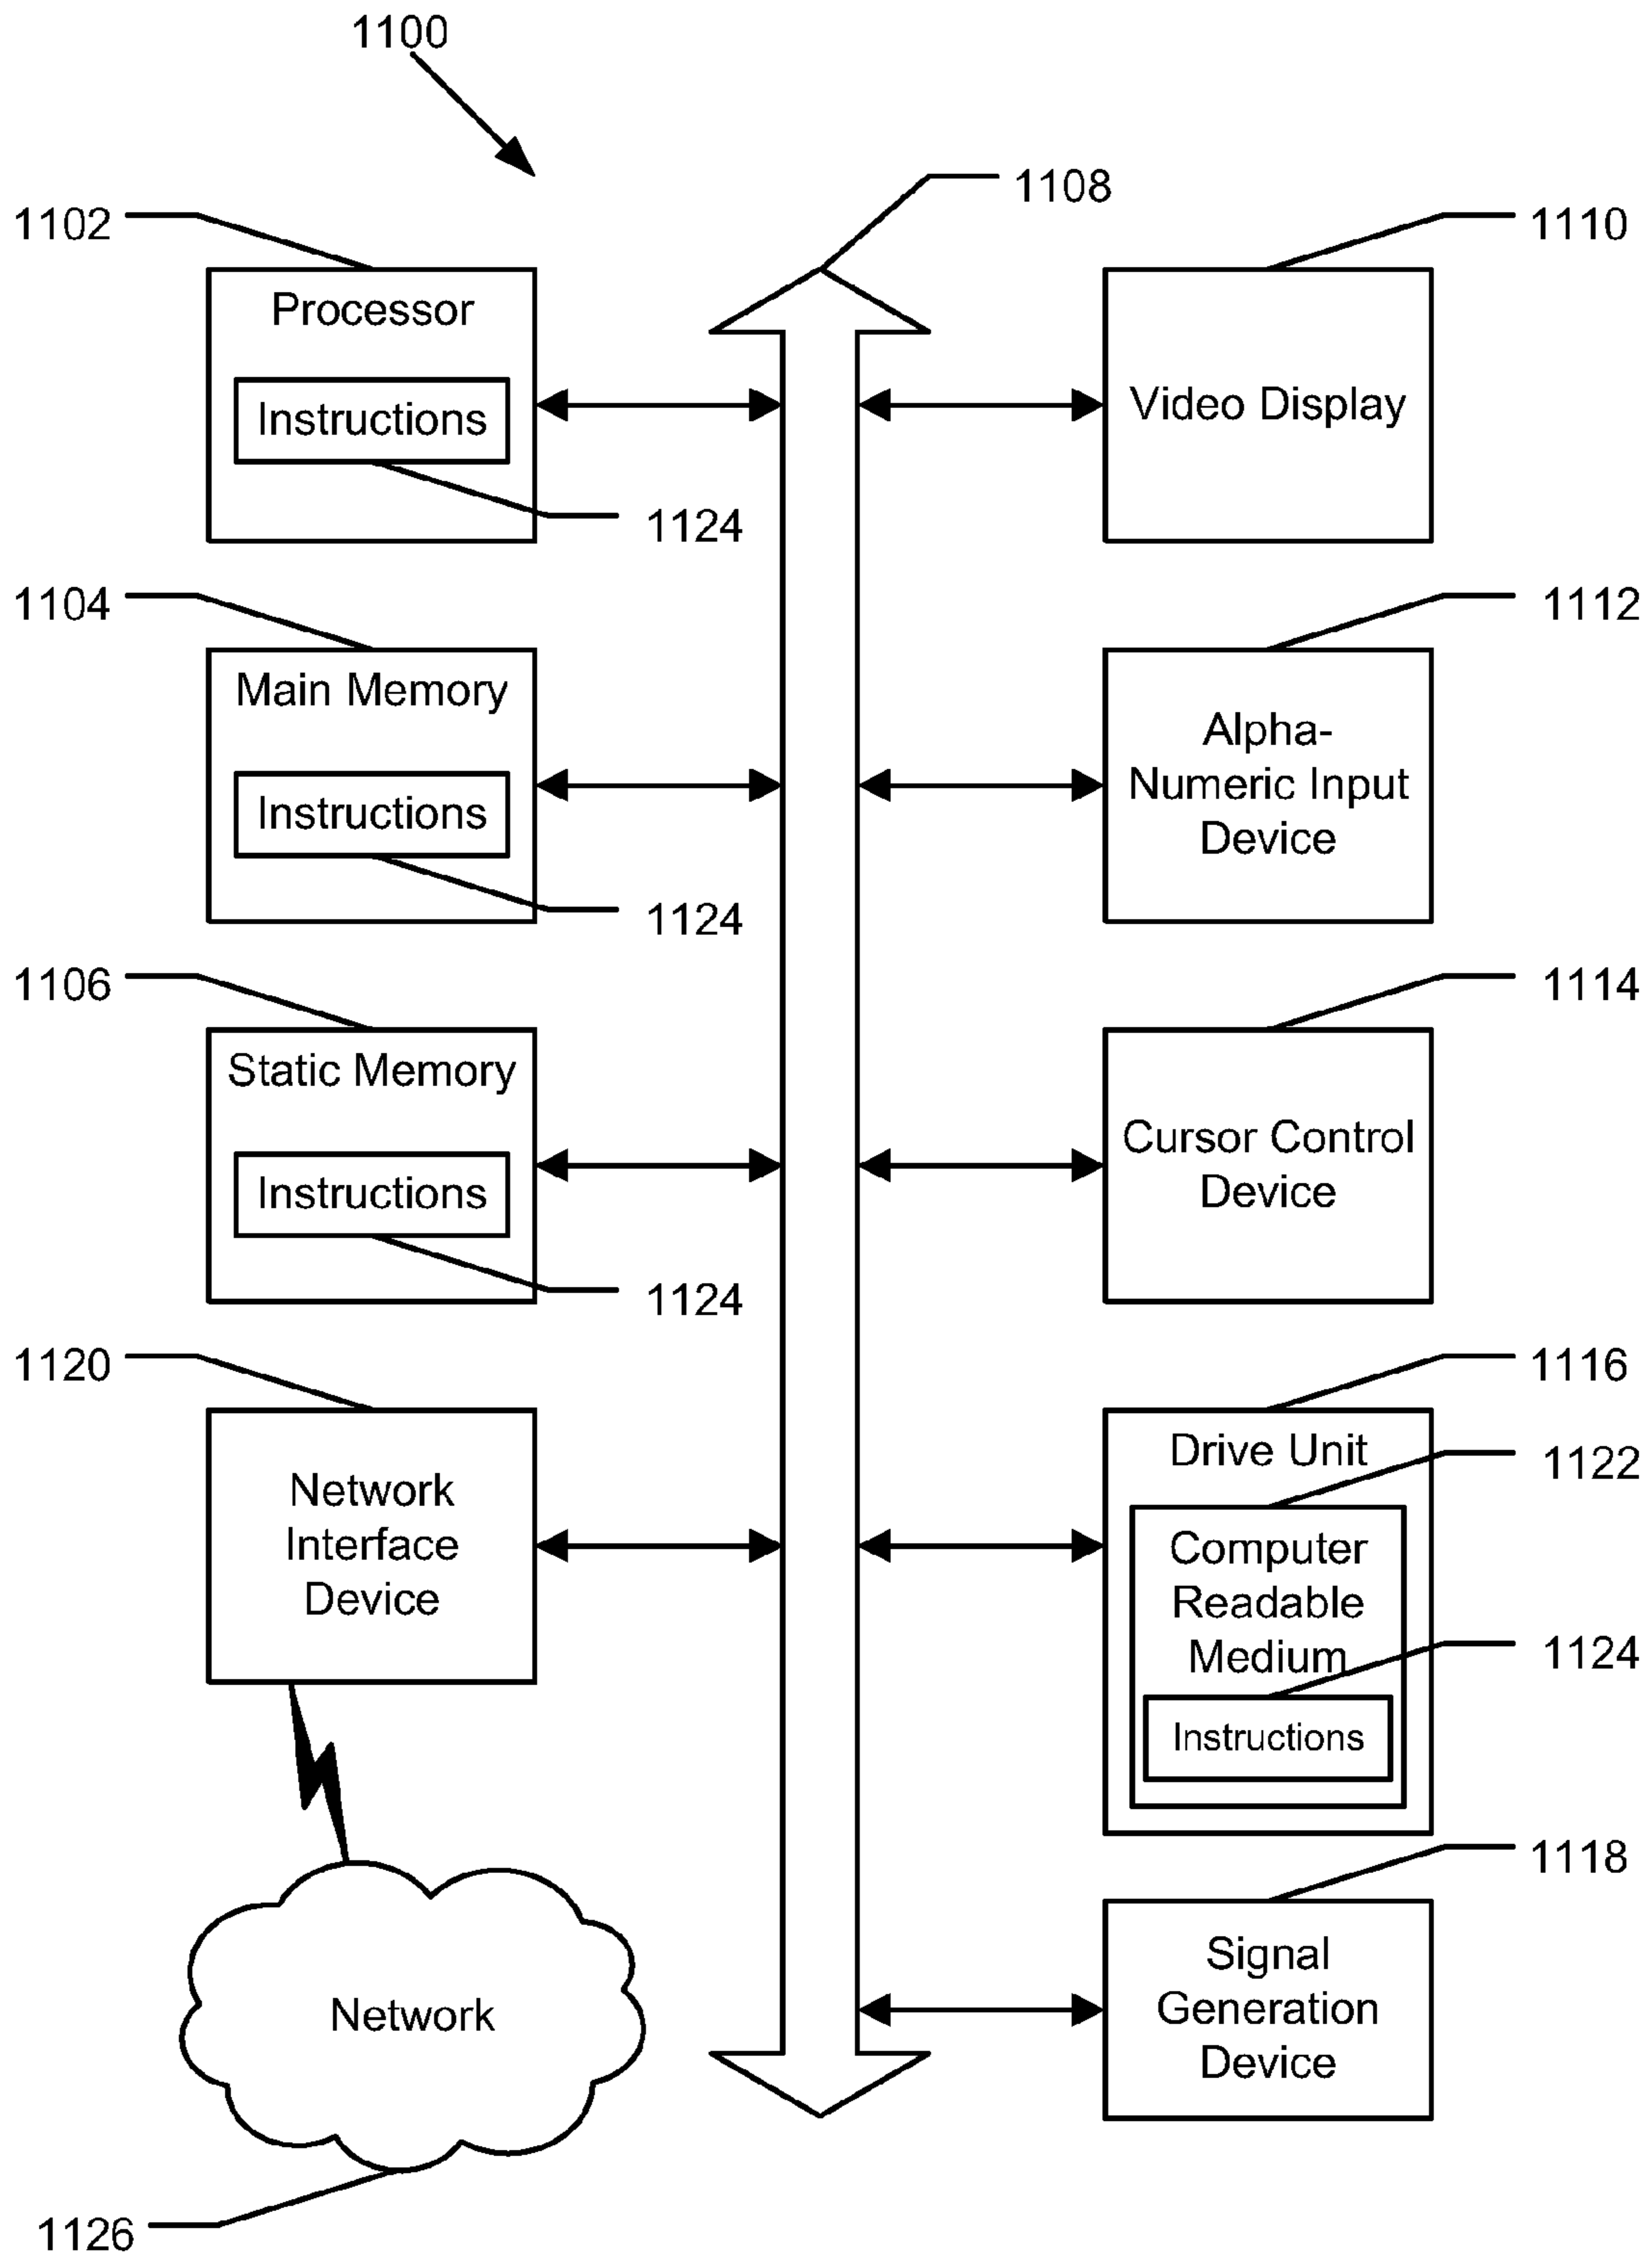 1100
1108
1102
1110
Processor
Instructions
Video Display
1124
1104
1112
Main Memory
Instructions
Alpha-
Numeric Input
Device
1124
1106
1114
Static Memory
Instructions
Cursor Control
Device
1124
1120
1116
Network
Interface
Device
Drive Unit
1122
Computer
Readable
Medium
1124
Instructions
1118
Signal
Generation
Device
Network
1126